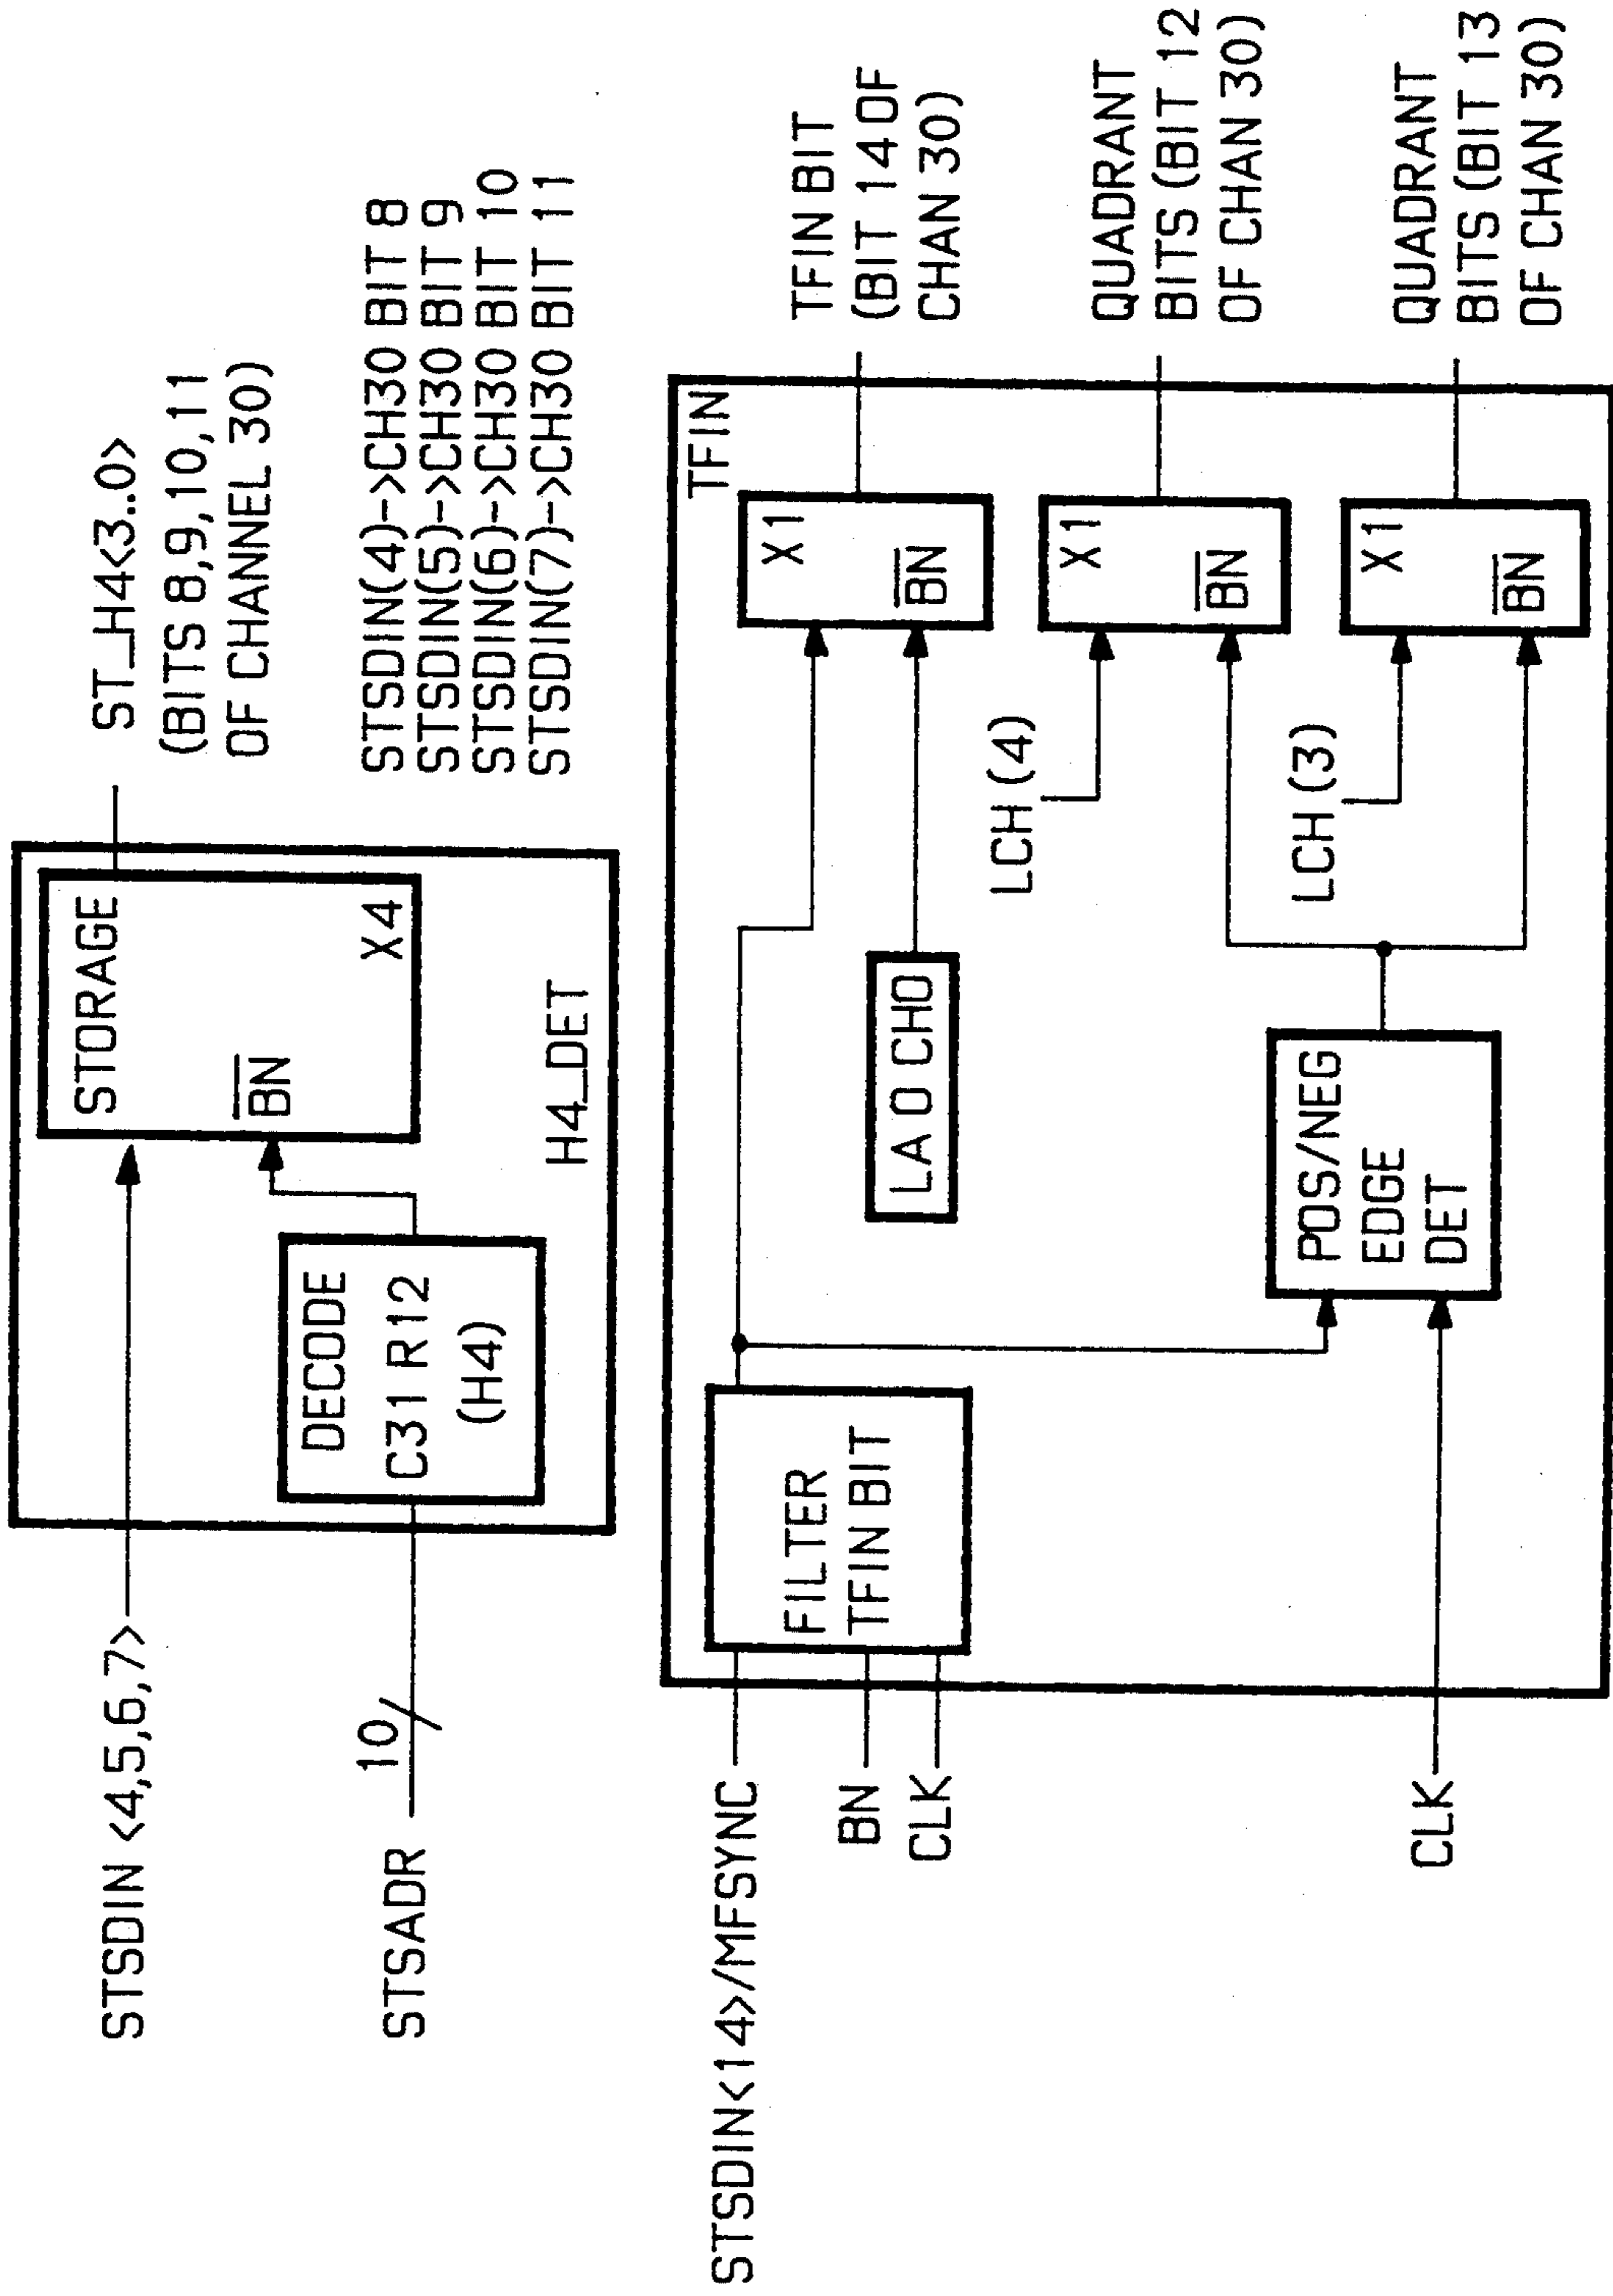 STSDIN <4,5,6,7>
STSADR
10
DECODE
C31 R12
(H4)
STORAGE
BN
X4
H4_DET
ST_H4<3..0>
(BITS 8,9,10,11
OF CHANNEL 30)
STSDIN(4)->CH30 BIT 8
STSDIN(5)->CH30 BIT 9
STSDIN(6)->CH30 BIT 10
STSDIN(7)->CH30 BIT 11
STSDIN<14>/MFSYNC
BN
CLK
CLK
FILTER
TFIN BIT
LA 0 CH0
POS/NEG
EDGE
DET
LCH (4)
LCH (3)
TFIN
X1
BN
X1
BN
X1
BN
TFIN BIT
(BIT 14 OF
CHAN 30)
QUADRANT
BITS (BIT 12
OF CHAN 30)
QUADRANT
BITS (BIT 13
OF CHAN 30)